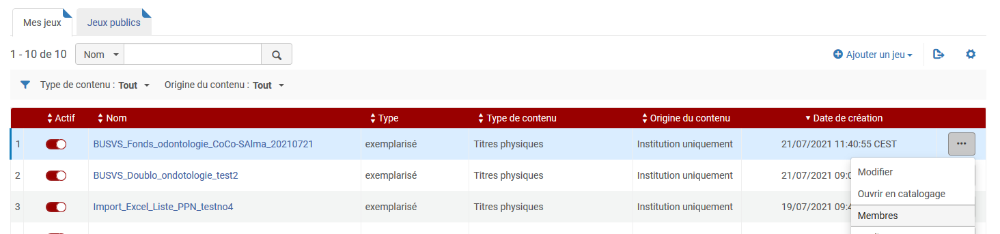 Mes jeux Jeux publics
1 - 10 de 10 Nom Ajouter un jeu
Type de contenu : Tout Origine du contenu : Tout
Actif Nom Type Type de contenu Origine du contenu Date de création
1 BUSVS_Fonds_odontologie_CoCo-SAlma_20210721 exemplarisé Titres physiques Institution uniquement 21/07/2021 11:40:55 CEST
2 BUSVS_Doublo_ondotologie_test2 exemplarisé Titres physiques Institution uniquement 21/07/2021 09:0
Modifier
Ouvrir en catalogage
3 Import_Excel_Liste_PPN_testno4 exemplarisé Titres physiques Institution uniquement 19/07/2021 09:4
Membres